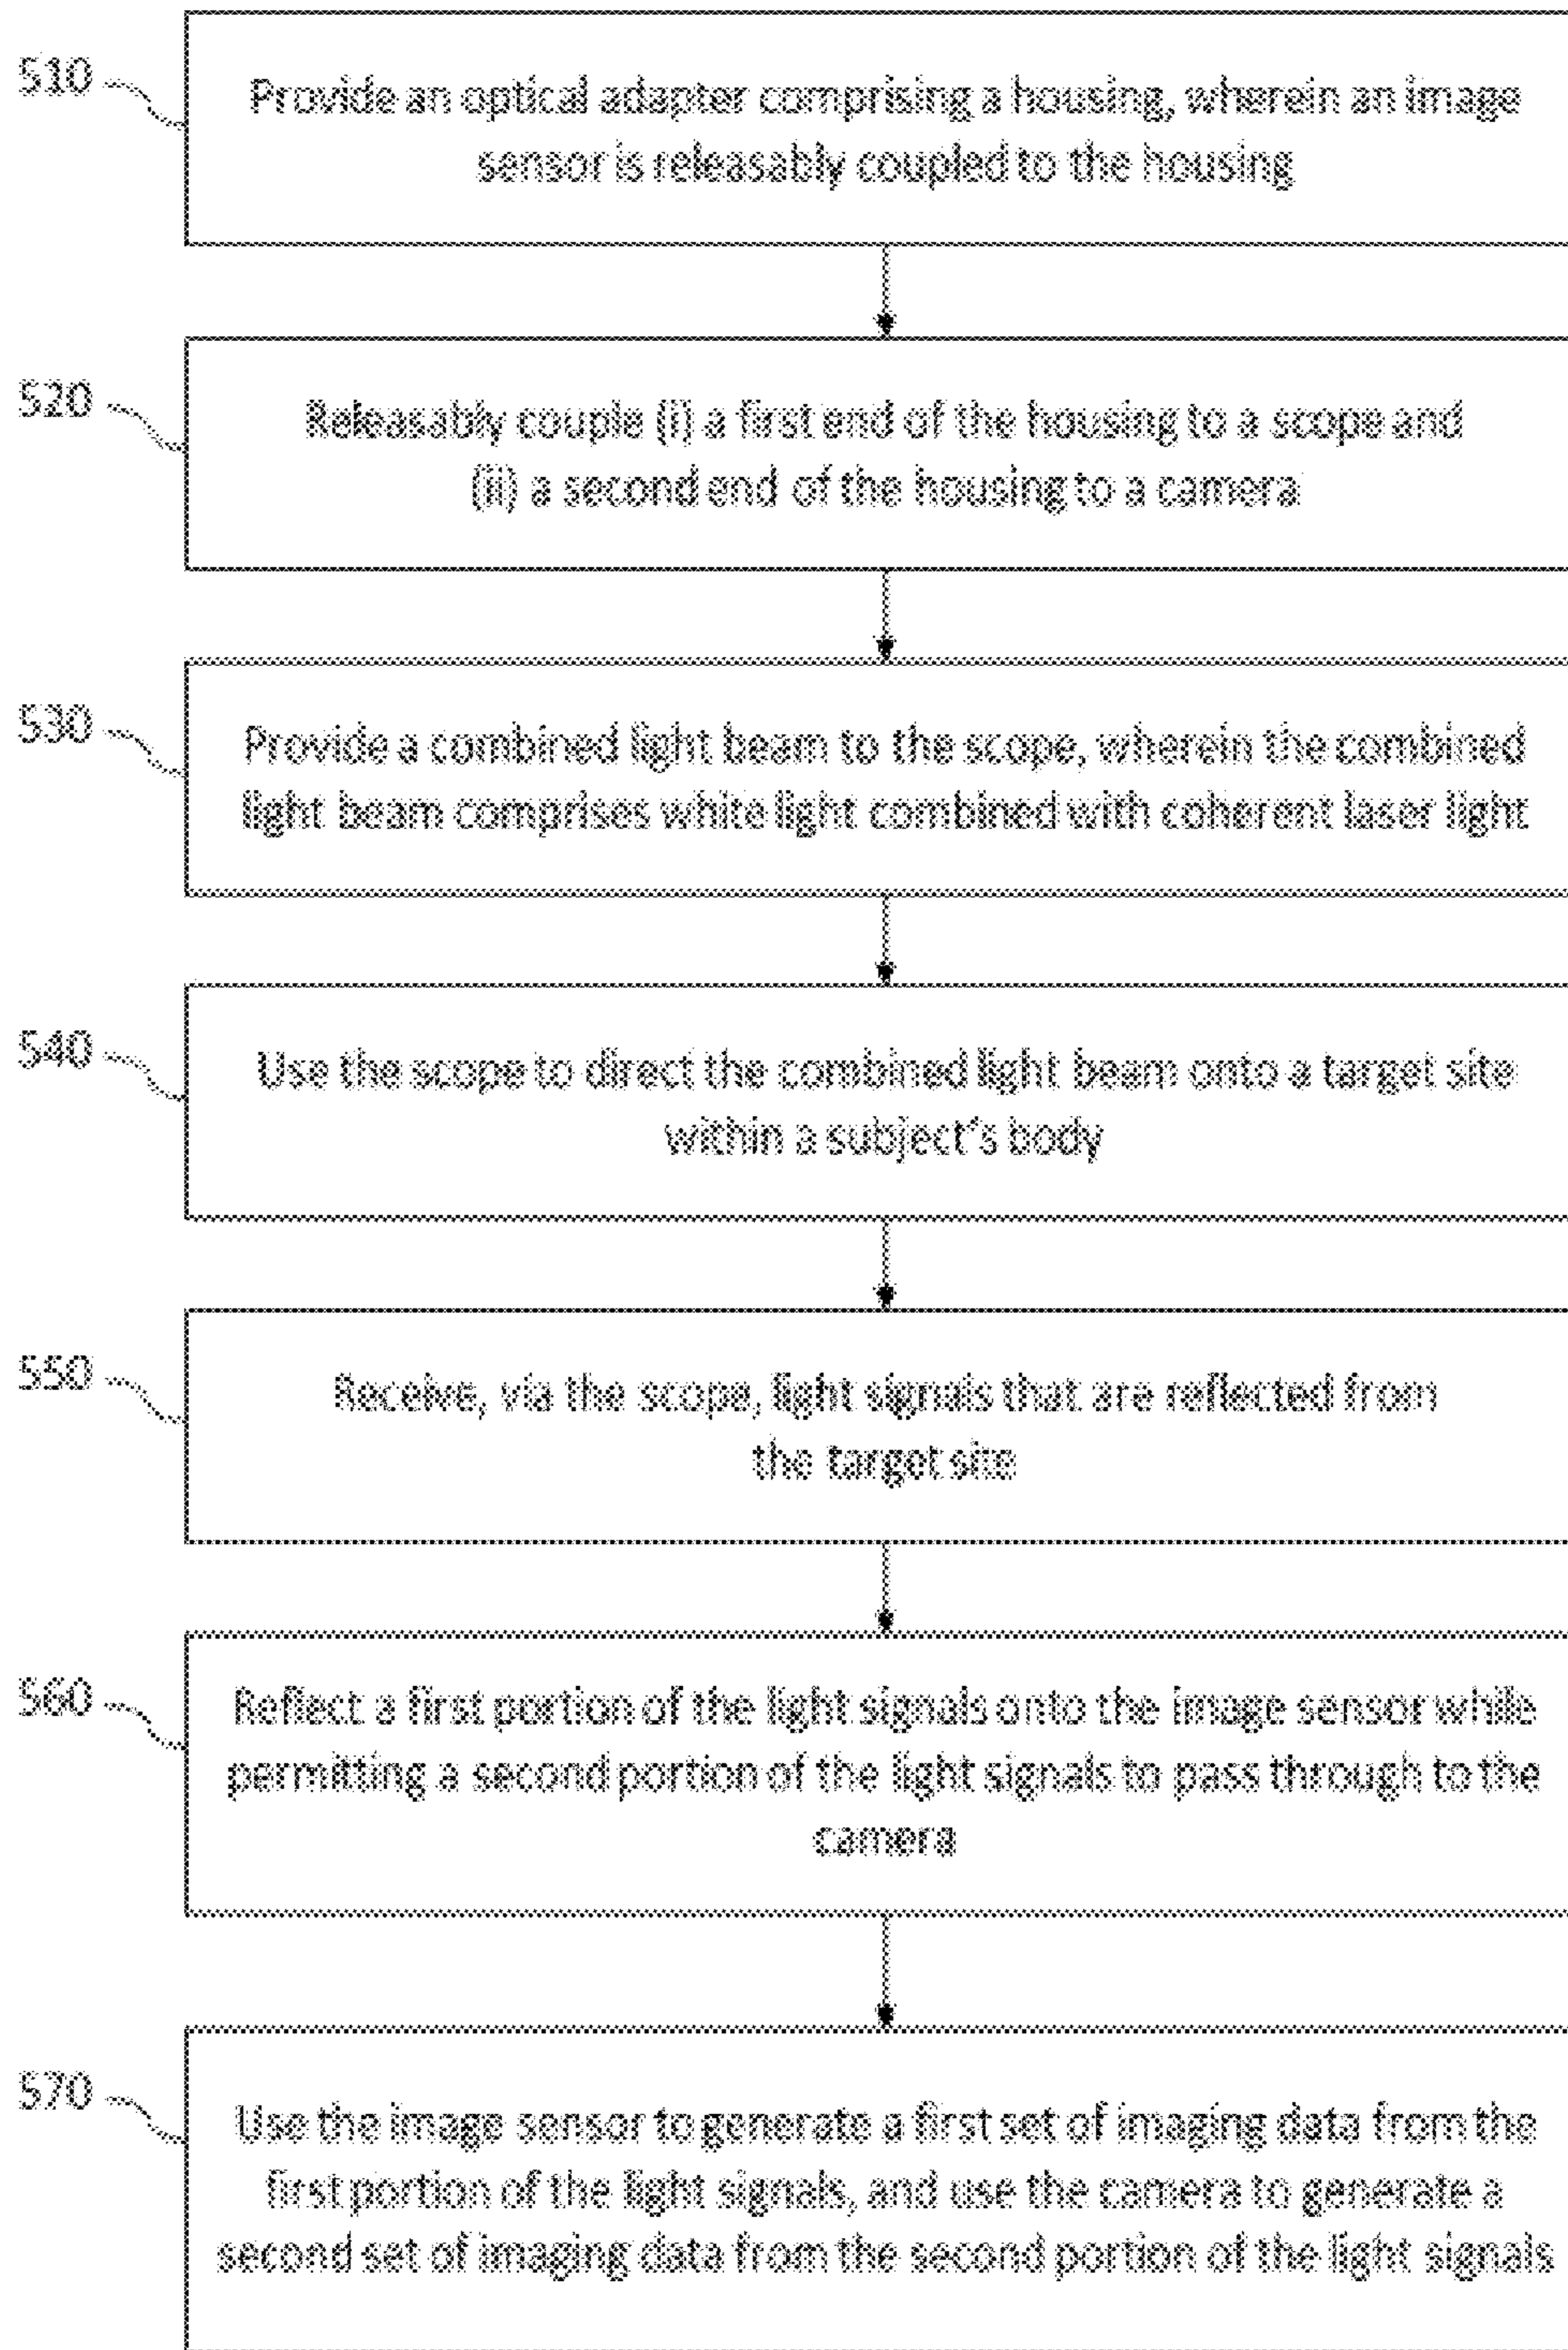 510
Provide an optical adapter comprising a housing, wherein an image
sensor is releasably coupled to the housing
520
Releasably couple (i) a first end of the housing to a scope and
(ii) a second end of the housing to a camera
530
Provide a combined light beam to the scope, wherein the combined
light beam comprises white light combined with coherent laser light
540
Use the scope to direct the combined light beam onto a target site
within a subject's body
550
Receive, via the scope, light signals that are reflected from
the target site
560
Reflect a first portion of the light signals onto the image sensor while
permitting a second portion of the light signals to pass through to the
camera
570
Use the image sensor to generate a first set of imaging data from the
first portion of the light signals, and use the camera to generate a
second set of imaging data from the second portion of the light signals